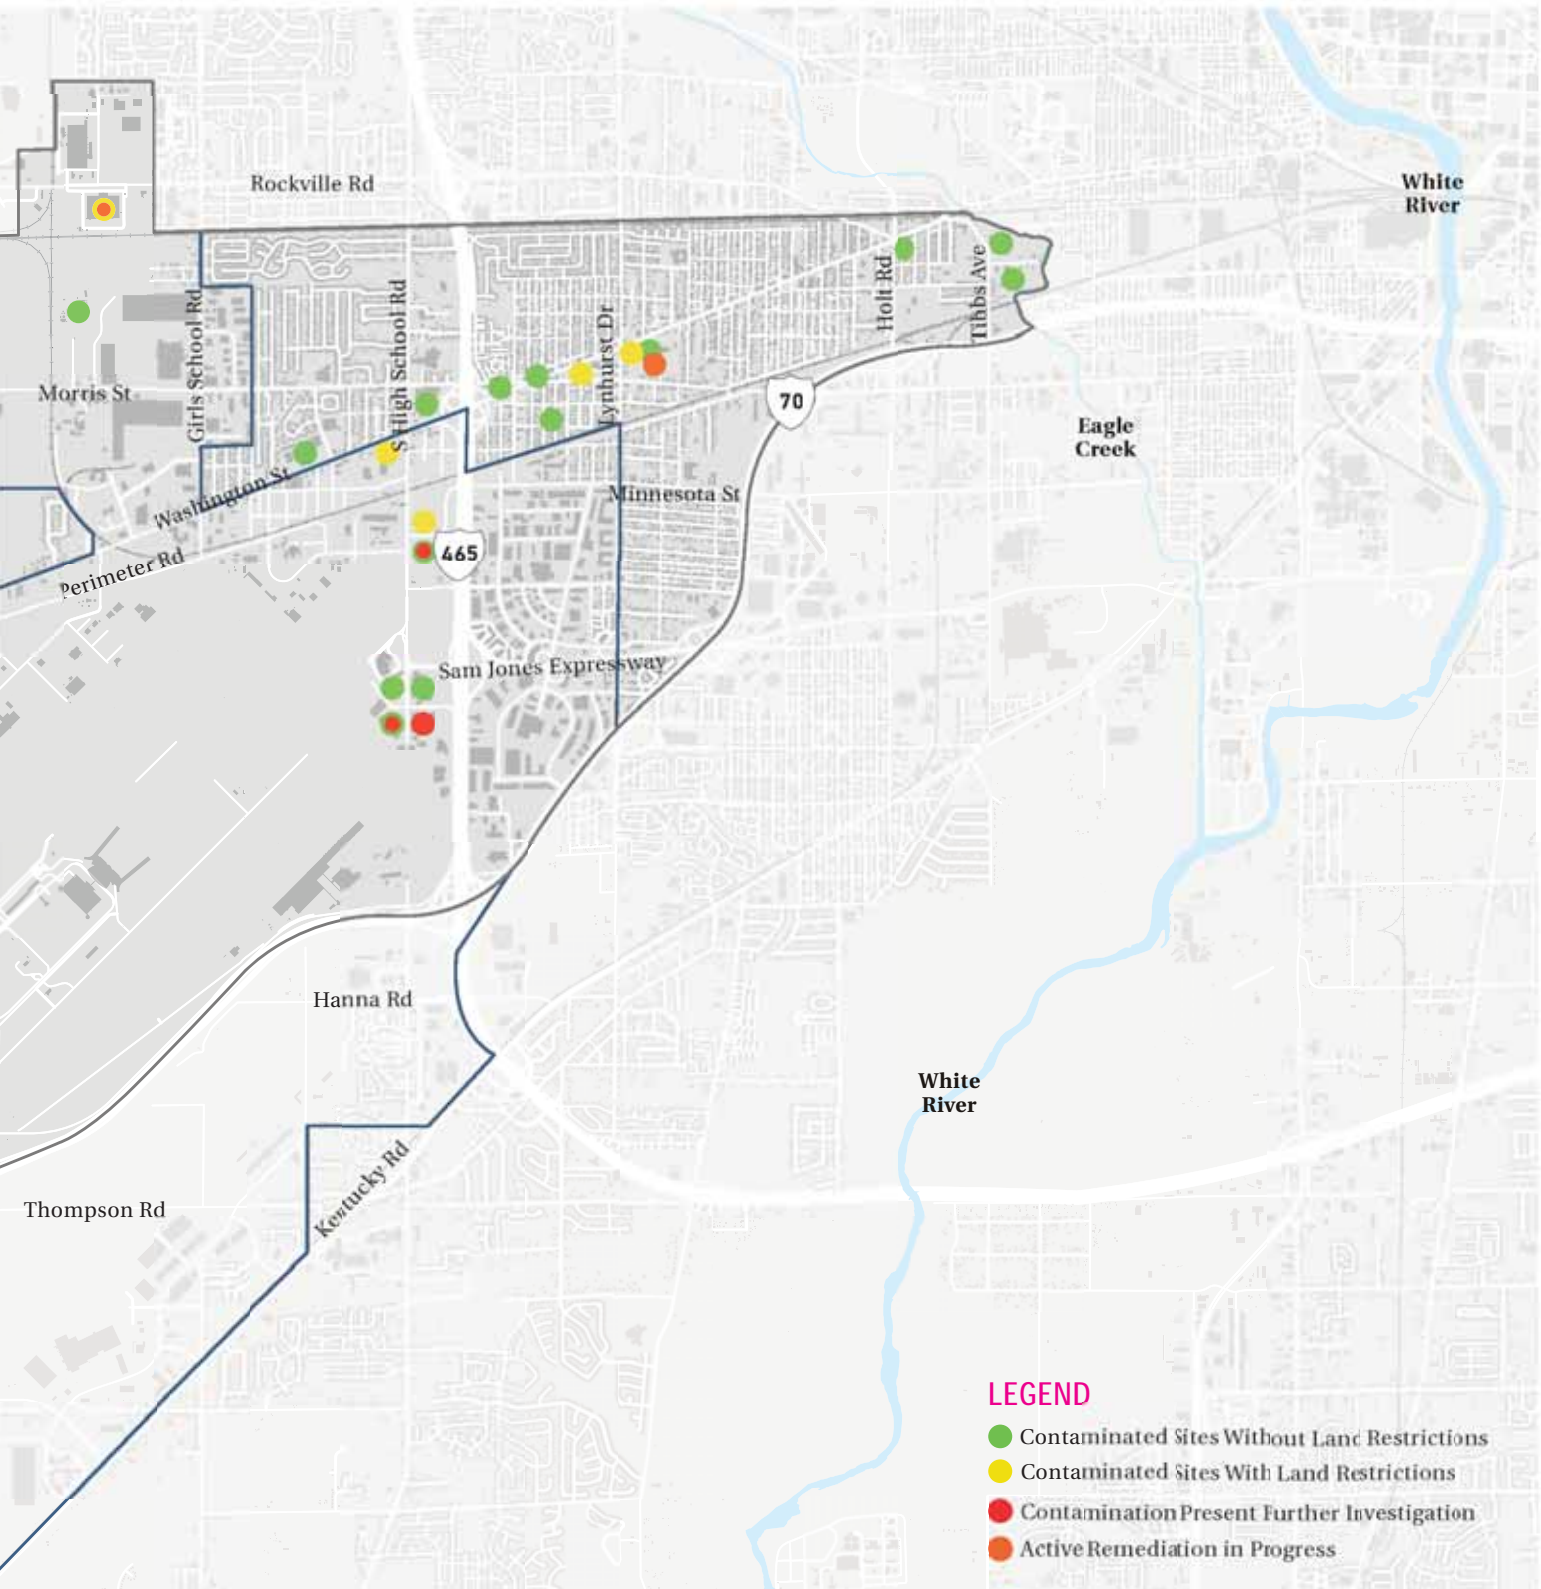 Rockville Rd
White
River
Holt Rd
Tibbs Ave
Girls School Rd
S High School Rd
Lynhurst Dr
Morris St
70
Eagle
Creek
Washington St
Minnesota St
465
Perimeter Rd
Sam Jones Expressway
Hanna Rd
White
River
Kentucky Rd
Thompson Rd
LEGEND
Contaminated Sites Without Land Restrictions
Contaminated Sites With Land Restrictions
Contamination Present Further Investigation
Active Remediation in Progress